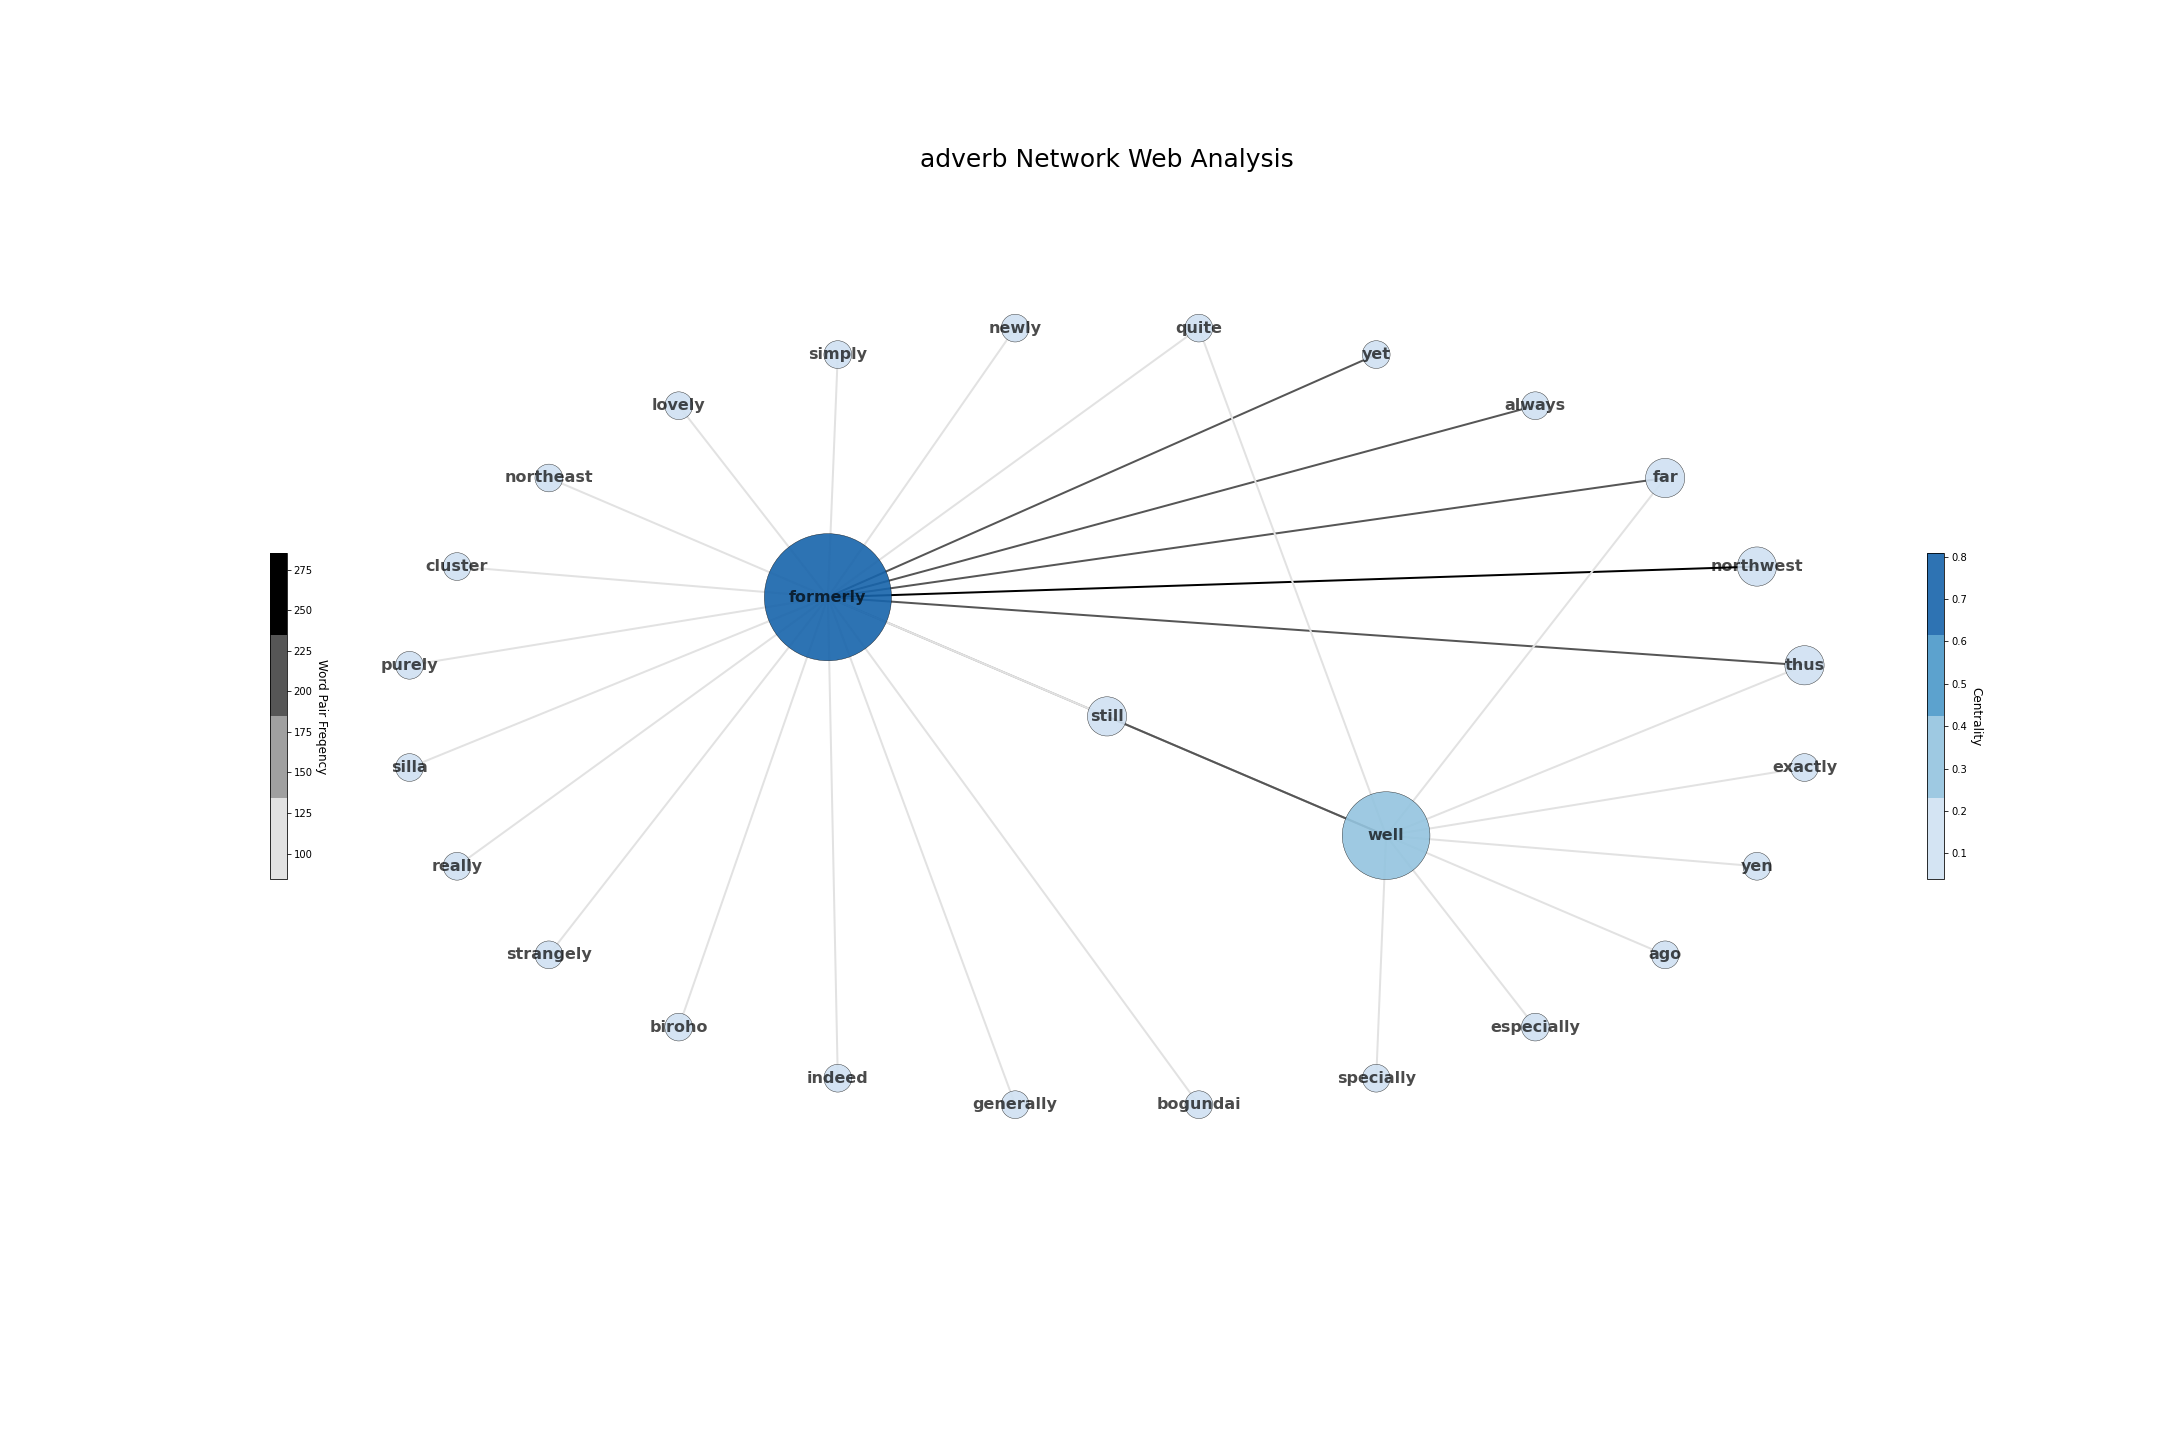 adverb Network Web Analysis
newly
quite
simply
yet
lovely
always
northeast
far
cluster
northwest
formerly
purely
thus
still
silla
exactly
well
really
yen
strangely
ago
biroho
especially
indeed
specially
generally
bogundai
275
250
225
200
175
150
125
100
Word Pair Freqency
0.8
0.7
0.6
0.5
0.4
0.3
0.2
0.1
Centrality